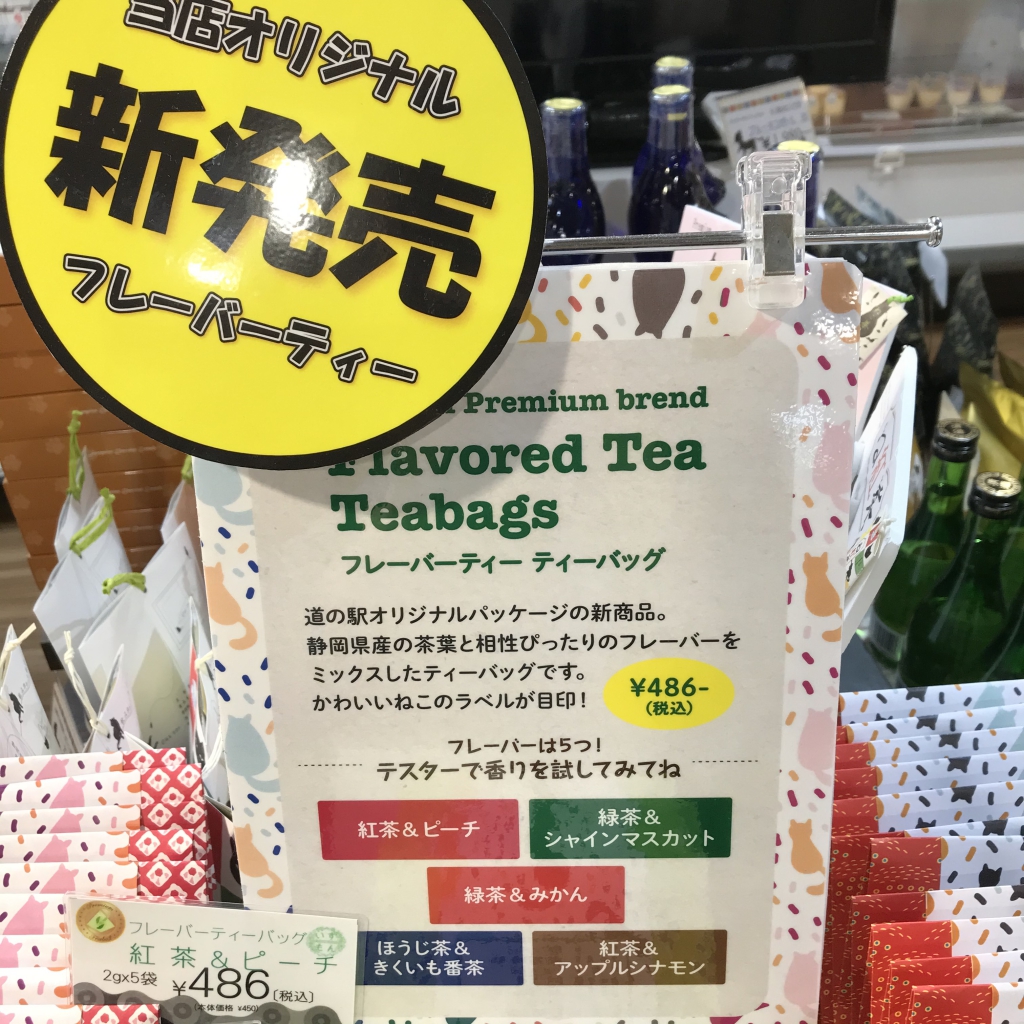 当店オリジナル
新発売
フレーバーティー
Premium brend
Flavored Tea
Teabags
フレーバーティー ティーバッグ
道の駅オリジナルパッケージの新商品。
静岡県産の茶葉と相性ぴったりのフレーバーを
ミックスしたティーバッグです。
かわいいねこのラベルが目印！
¥486-
(税込)
フレーバーは5つ！
テスターで香りを試してみてね
紅茶＆ピーチ
緑茶＆
シャインマスカット
緑茶＆みかん
ほうじ茶＆
きくいも番茶
紅茶＆
アップルシナモン
フレーバーティーバッグ
紅茶＆ピーチ
2g×5袋 ¥486〔税込〕
(本体価格 ¥450)